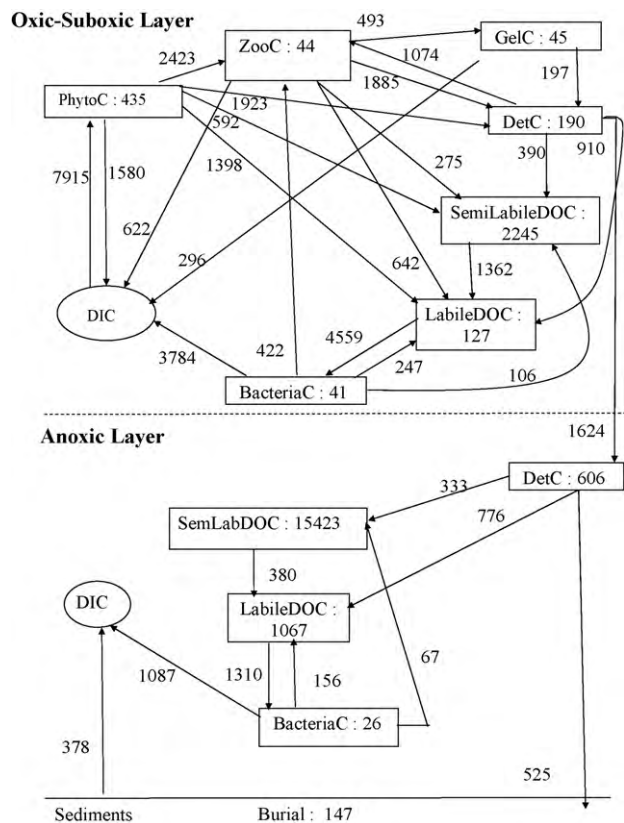 Oxic-Suboxic Layer
493
ZooC : 44
GelC : 45
2423
1074
197
1885
PhytoC : 435
1923
DetC : 190
592
390
910
7915
1580
1398
275
SemiLabileDOC :
2245
622
296
642
1362
DIC
LabileDOC :
127
4559
3784
422
247
106
BacteriaC : 41
Anoxic Layer
1624
DetC : 606
333
SemLabDOC : 15423
776
380
DIC
LabileDOC :
1067
67
1087
1310
156
BacteriaC : 26
378
525
Sediments
Burial : 147